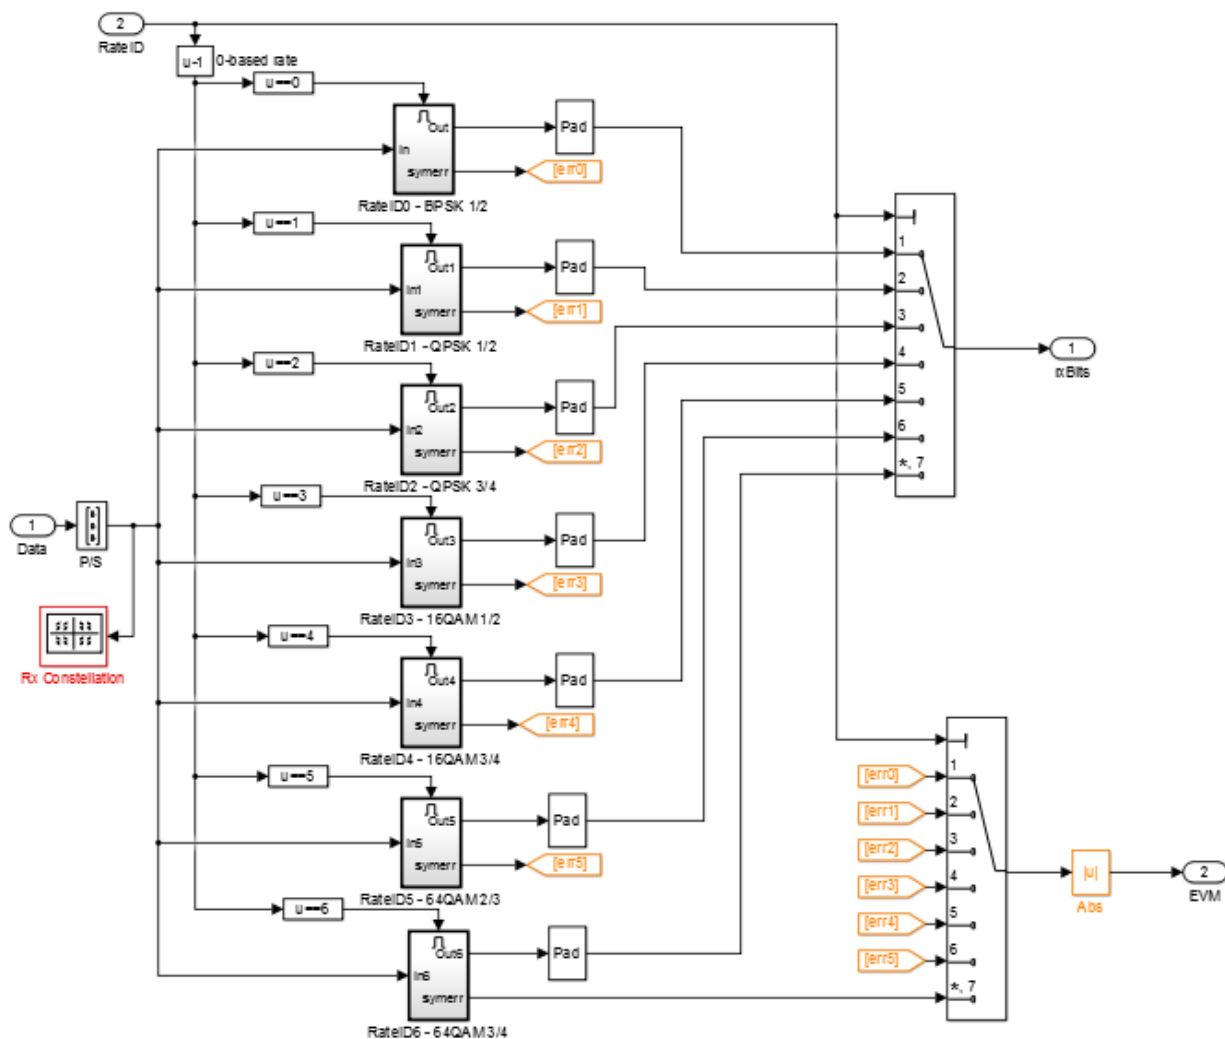 2
RateID
u-1 0-based rate
u==0
Out
In
symerr
Pad
[err0]
RateID0 - BPSK 1/2
u==1
Out1
In1
symerr
Pad
[err1]
RateID1 - QPSK 1/2
u==2
Out2
In2
symerr
Pad
[err2]
RateID2 - QPSK 3/4
u==3
Out3
In3
symerr
Pad
[err3]
RateID3 - 16QAM 1/2
u==4
Out4
In4
symerr
Pad
[err4]
RateID4 - 16QAM 3/4
u==5
Out5
In5
symerr
Pad
[err5]
RateID5 - 64QAM 2/3
u==6
Out6
In6
symerr
Pad
RateID6 - 64QAM 3/4
1
Data
P/S
Rx Constellation
1
2
3
4
5
6
*, 7
1
rxBits
[err0]
[err1]
[err2]
[err3]
[err4]
[err5]
1
2
3
4
5
6
*, 7
|u|
Abs
2
EVM